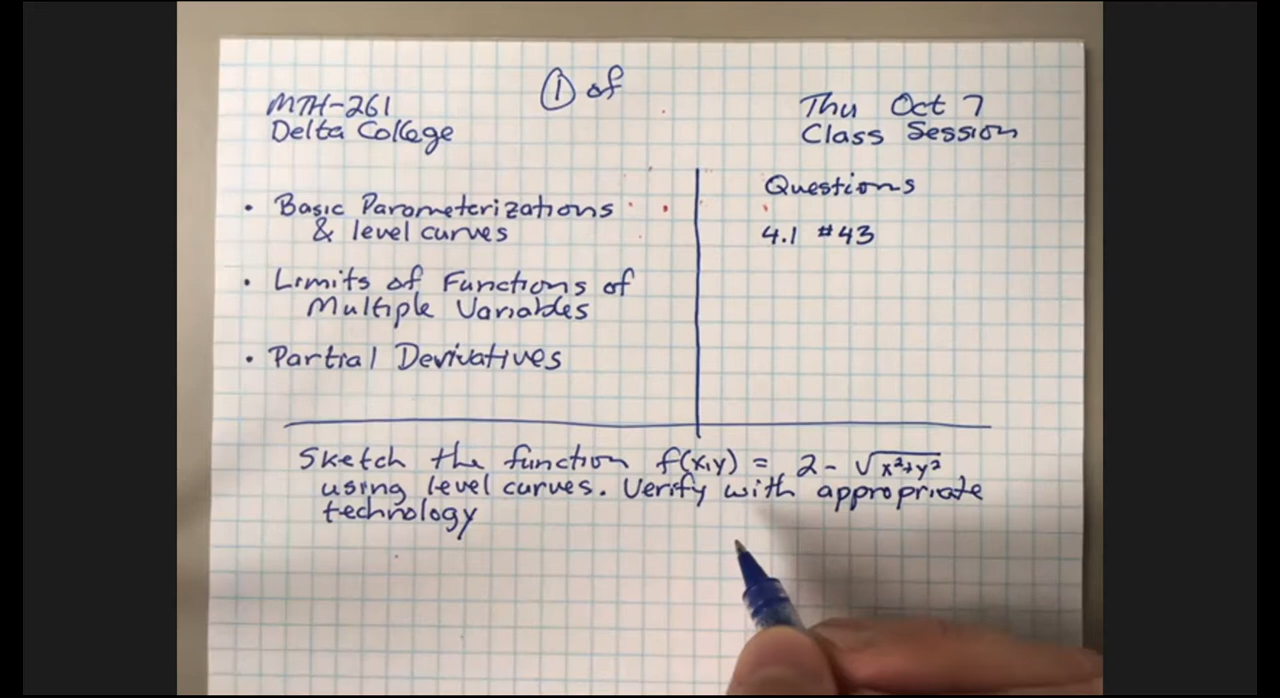 ① of
MTH-261
Delta College
Thu Oct 7
Class Session
• Basic Parameterizations
& level curves
• Limits of Functions of
Multiple Variables
• Partial Derivatives
Questions
4.1 #43
Sketch the function f(x,y) = 2 - √x²+y²
using level curves. Verify with appropriate
technology